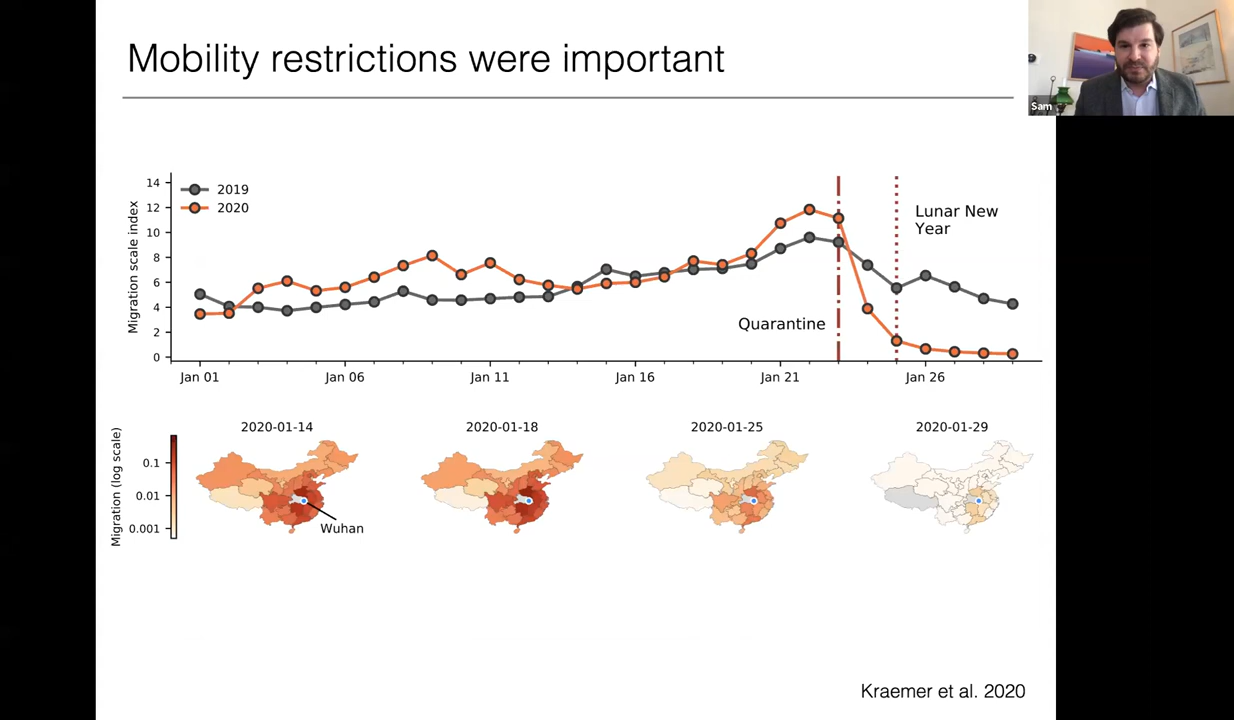 Mobility restrictions were important
Sam
14
12
10
8
6
4
2
0
Migration scale index
2019
2020
Lunar New
Year
Quarantine
Jan 01
Jan 06
Jan 11
Jan 16
Jan 21
Jan 26
Migration (log scale)
0.1
0.01
0.001
2020-01-14
2020-01-18
2020-01-25
2020-01-29
Wuhan
Kraemer et al. 2020